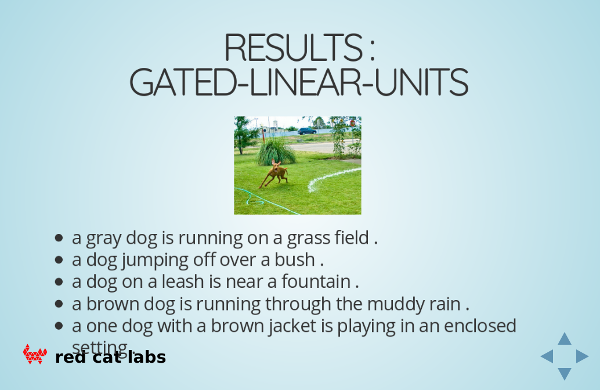 RESULTS :
GATED-LINEAR-UNITS
a gray dog is running on a grass field .
a dog jumping off over a bush .
a dog on a leash is near a fountain .
a brown dog is running through the muddy rain .
a one dog with a brown jacket is playing in an enclosed
setting .
red cat labs